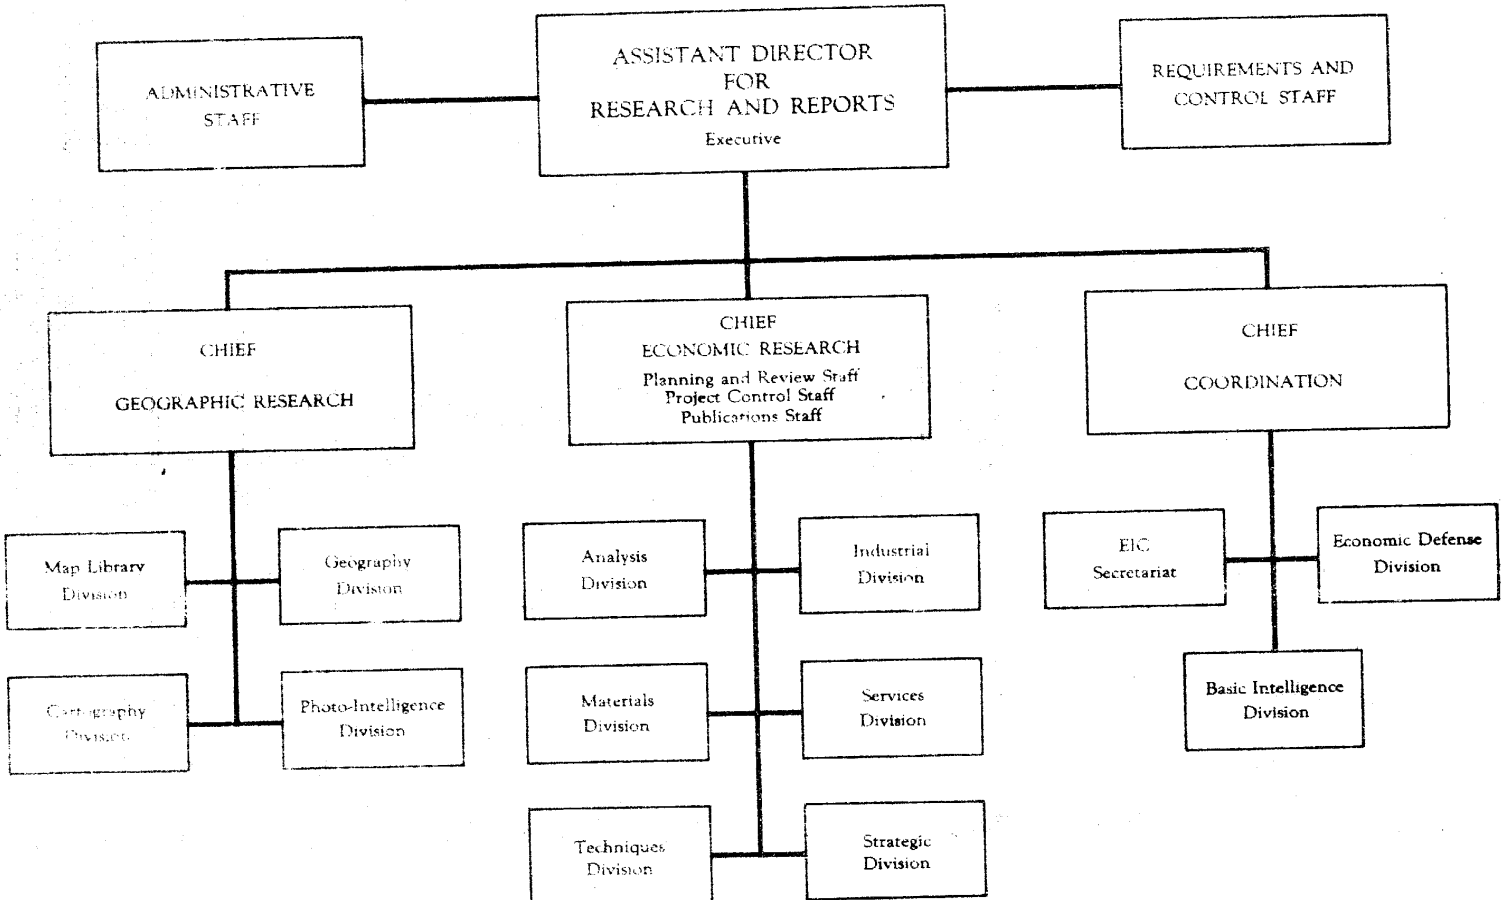 ADMINISTRATIVE
STAFF
ASSISTANT DIRECTOR
FOR
RESEARCH AND REPORTS
Executive
REQUIREMENTS AND
CONTROL STAFF
CHIEF
GEOGRAPHIC RESEARCH
CHIEF
ECONOMIC RESEARCH
Planning and Review Staff
Project Control Staff
Publications Staff
CHIEF
COORDINATION
Map Library
Division
Geography
Division
Cartography
Division
Photo-Intelligence
Division
Analysis
Division
Industrial
Division
Materials
Division
Services
Division
Techniques
Division
Strategic
Division
EIC
Secretariat
Economic Defense
Division
Basic Intelligence
Division